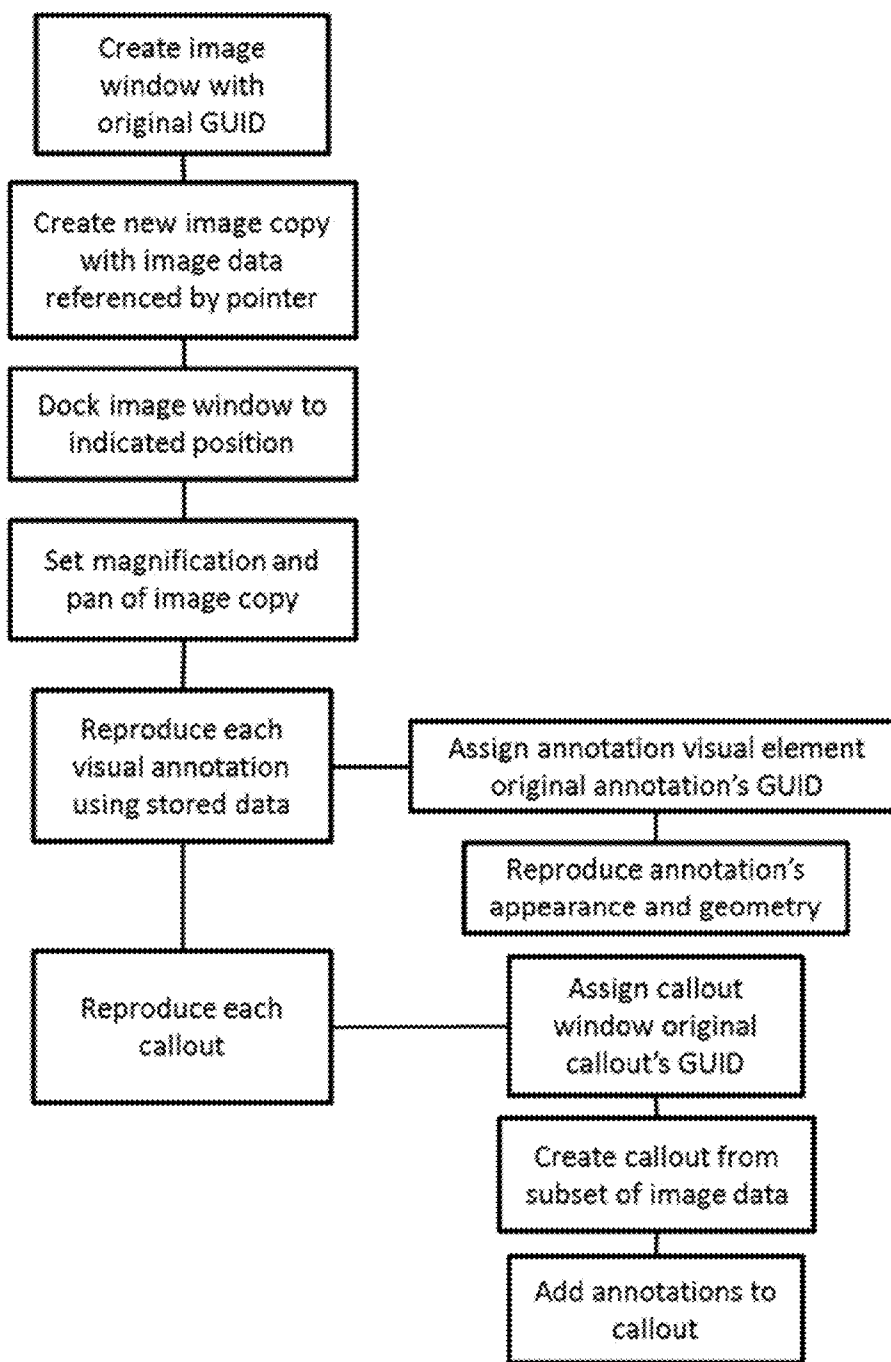 Create image
window with
original GUID
Create new image copy
with image data
referenced by pointer
Dock image window to
indicated position
Set magnification and
pan of image copy
Reproduce each
visual annotation
using stored data
Assign annotation visual element
original annotation's GUID
Reproduce annotation's
appearance and geometry
Reproduce each
callout
Assign callout
window original
callout's GUID
Create callout from
subset of image data
Add annotations to
callout